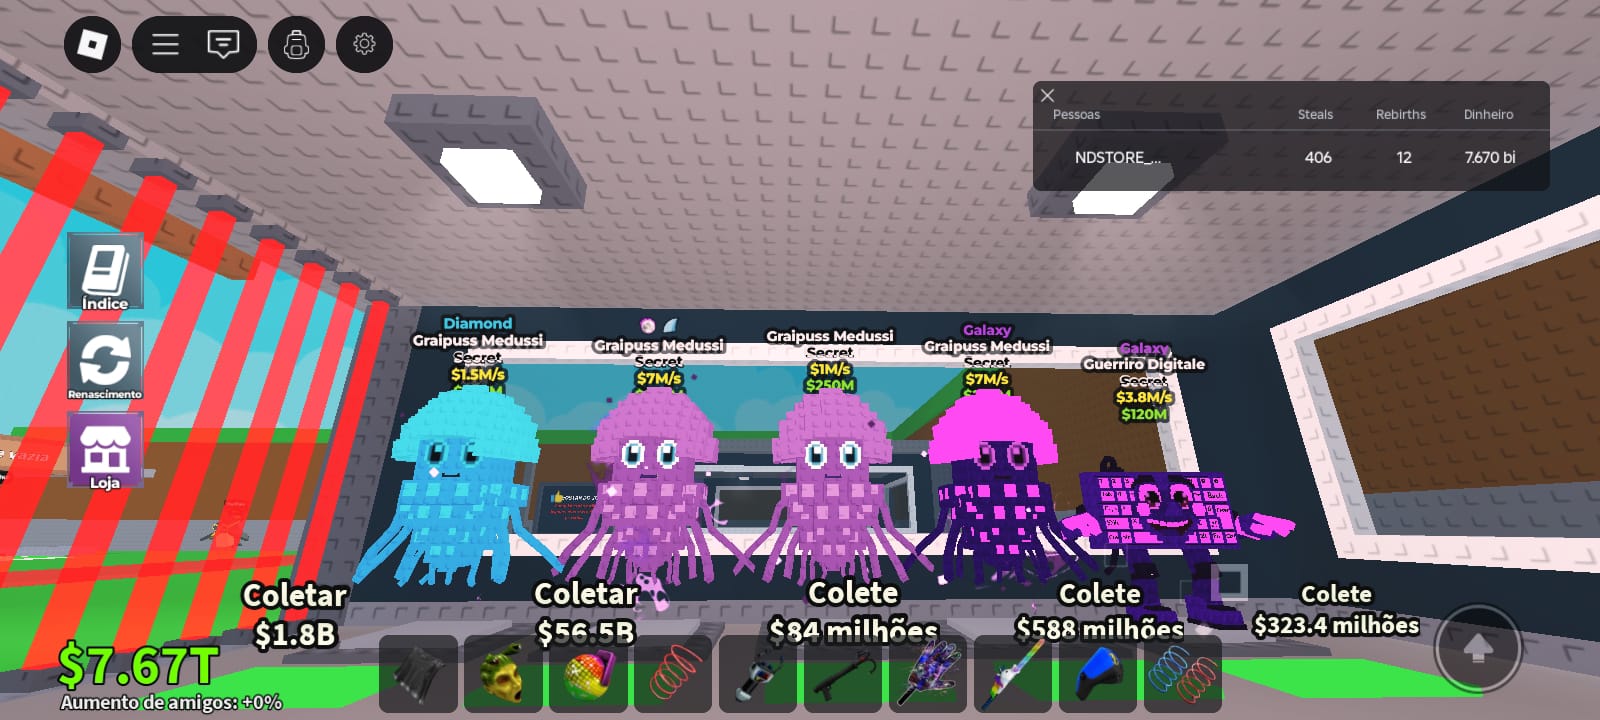 Pessoas Steals Rebirths Dinheiro
NDSTORE_... 406 12 7.670 bi
Índice
Renascimento
Loja
Diamond
Graipuss Medussi
Secret
$1.5M/s
Graipuss Medussi
Secret
$7M/s
Graipuss Medussi
Secret
$1M/s
$250M
Galaxy
Graipuss Medussi
Secret
$7M/s
Galaxy
Guerriro Digitale
Secret
$3.8M/s
$120M
Coletar
$1.8B
Coletar
$56.5B
Colete
$84 milhões
Colete
$588 milhões
Colete
$323.4 milhões
$7.67T
Aumento de amigos: +0%